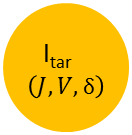 I_tar
(J, V, δ)